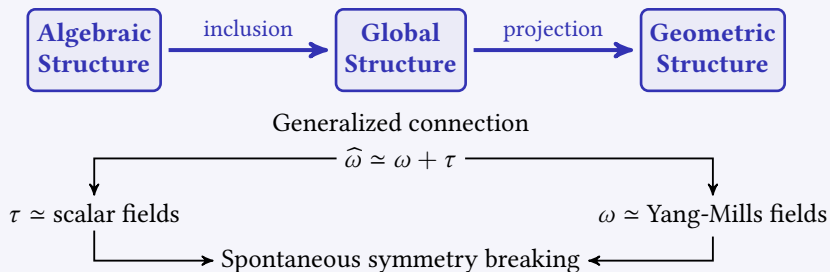 Algebraic Structure
inclusion
Global Structure
projection
Geometric Structure
Generalized connection
ω̂ ≃ ω + τ
τ ≃ scalar fields
ω ≃ Yang-Mills fields
Spontaneous symmetry breaking